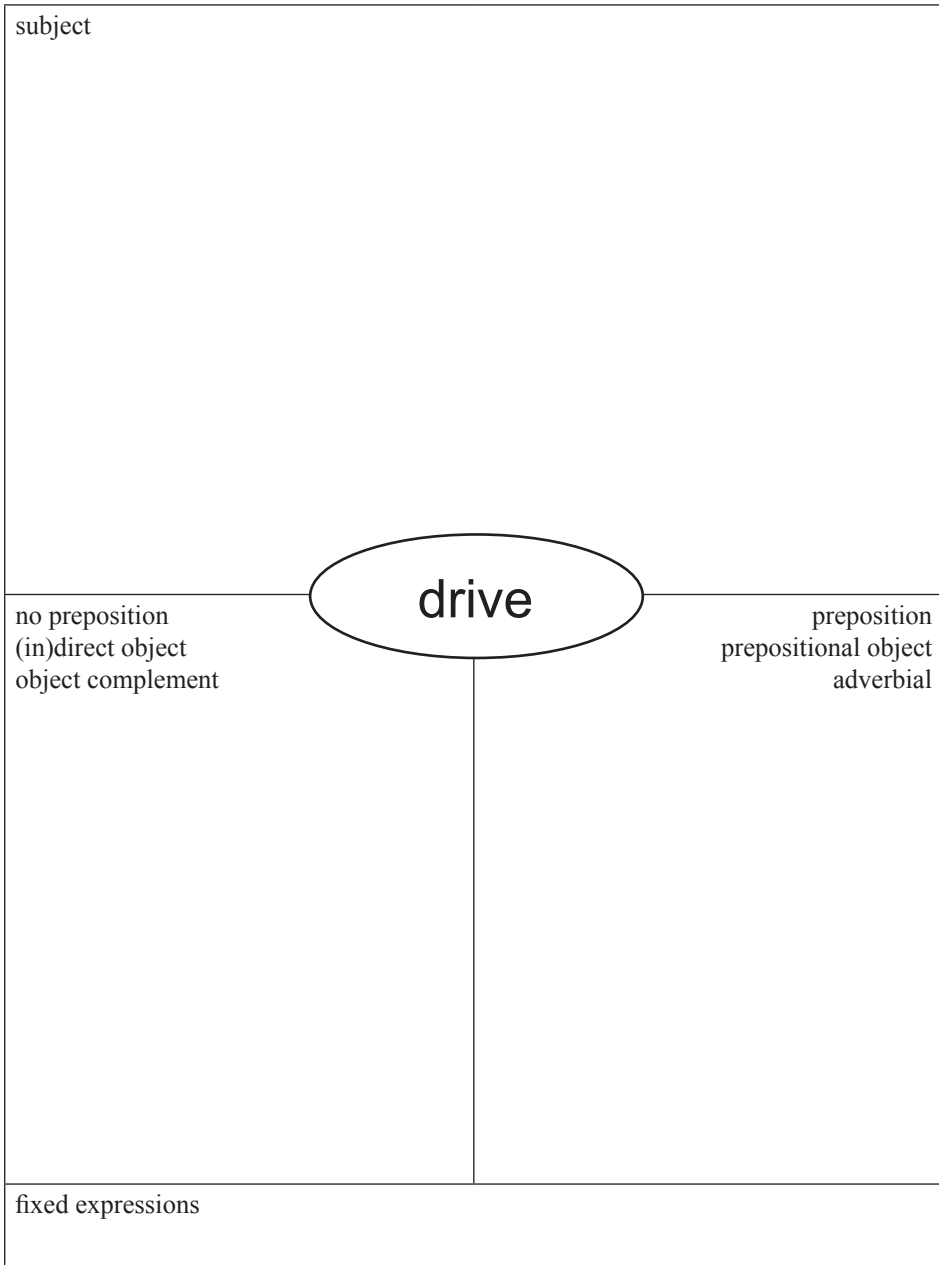 subject
drive
no preposition
(in)direct object
object complement
preposition
prepositional object
adverbial
fixed expressions